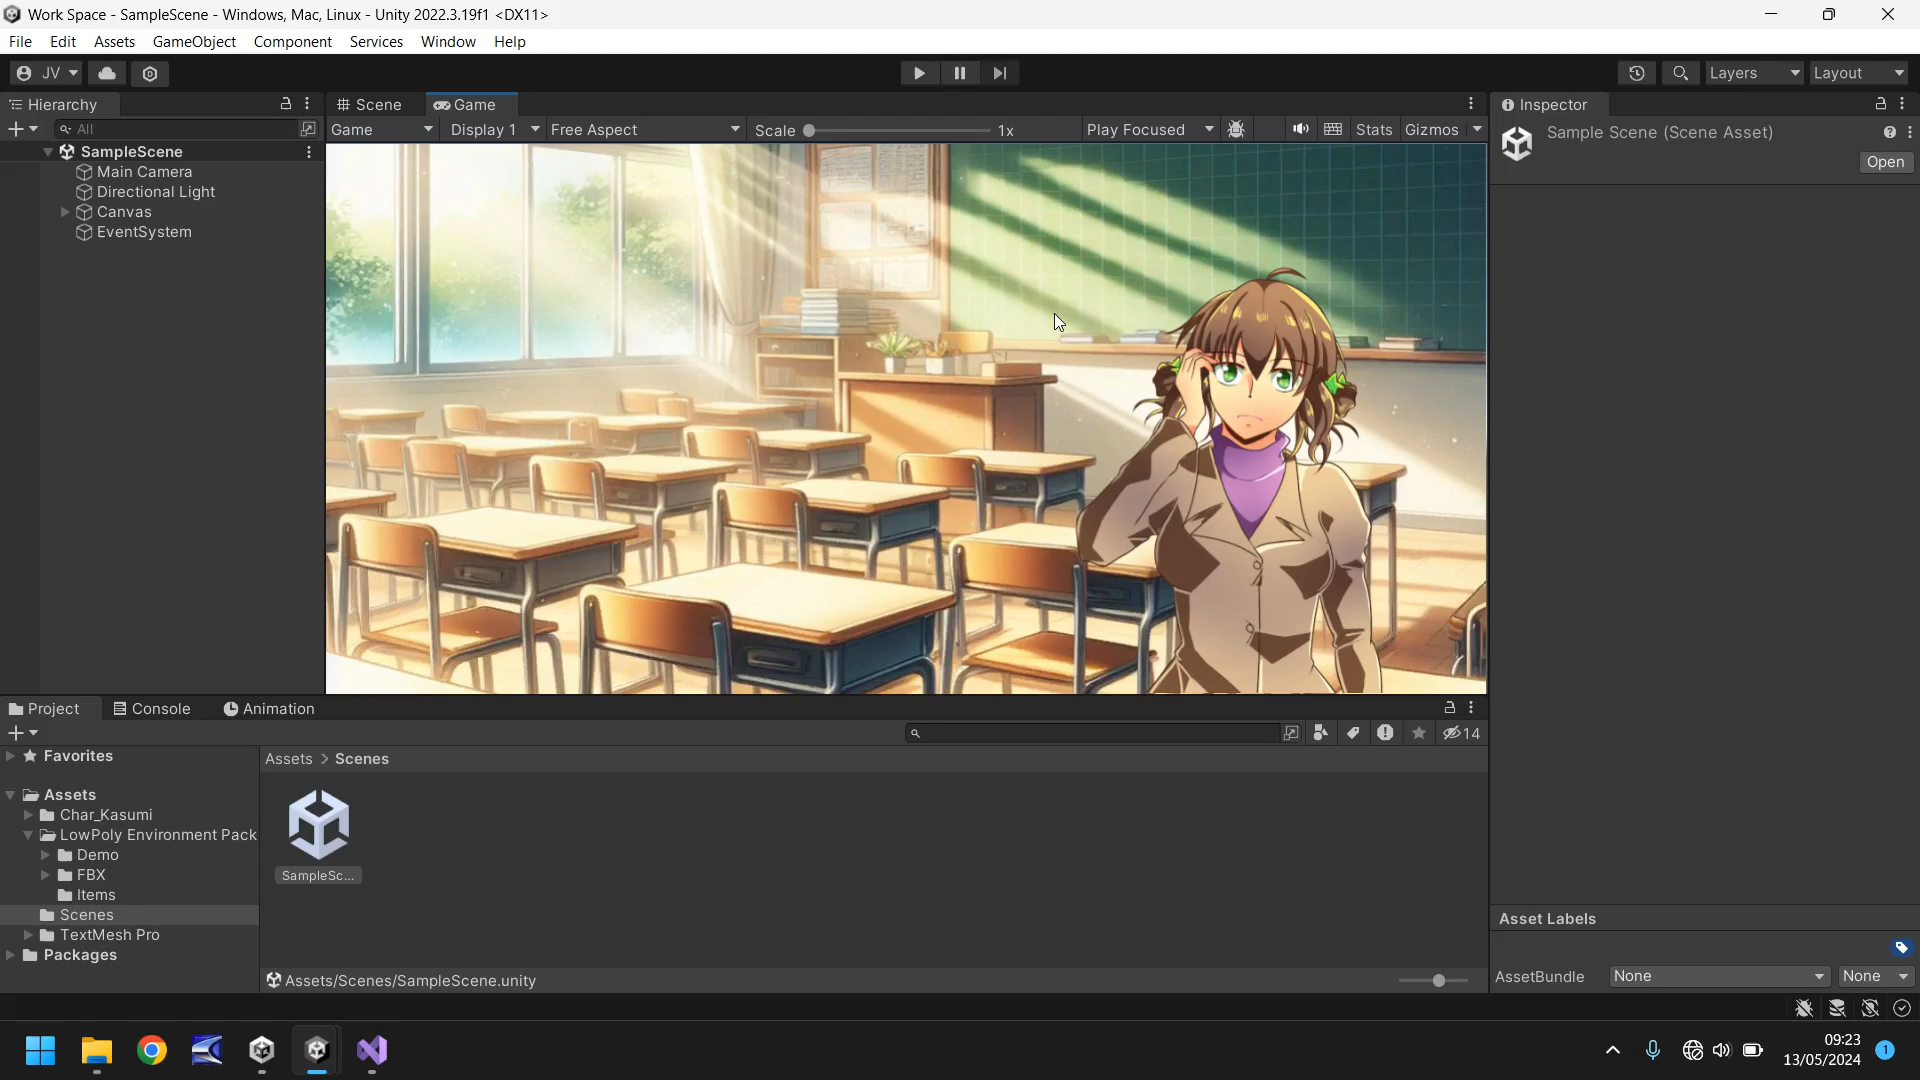 Work Space - SampleScene - Windows, Mac, Linux - Unity 2022.3.19f1 <DX11>
File Edit Assets GameObject Component Services Window Help
JV Layers Layout
Hierarchy Scene Game Inspector
All Game Display 1 Free Aspect Scale 1x Play Focused Stats Gizmos
Sample Scene (Scene Asset)
Open
SampleScene
Main Camera
Directional Light
Canvas
EventSystem
Project Console Animation
14
Favorites
Assets > Scenes
Assets
Char_Kasumi
LowPoly Environment Pack
Demo
FBX
Items
Scenes
TextMesh Pro
Packages
SampleSc...
Assets/Scenes/SampleScene.unity
Asset Labels
AssetBundle None None
09:23
13/05/2024
1